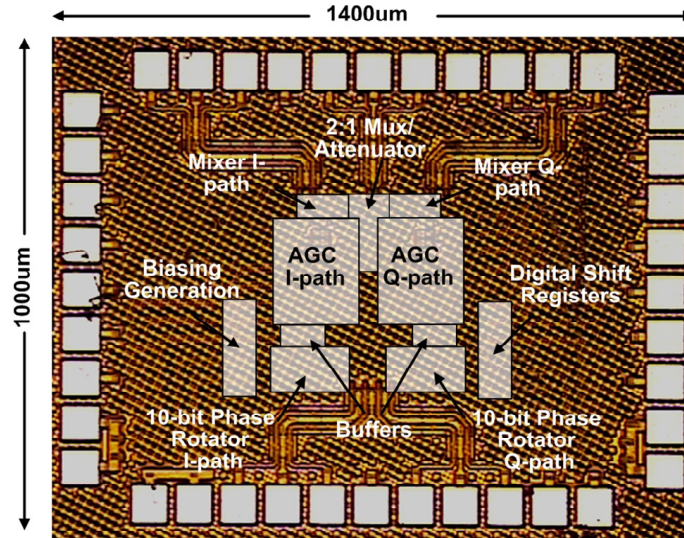 1400um
1000um
2:1 Mux/
Attenuator
Mixer I-
path
Mixer Q-
path
AGC
I-path
AGC
Q-path
Biasing
Generation
Digital Shift
Registers
10-bit Phase
Rotator
I-path
Buffers
10-bit Phase
Rotator
Q-path